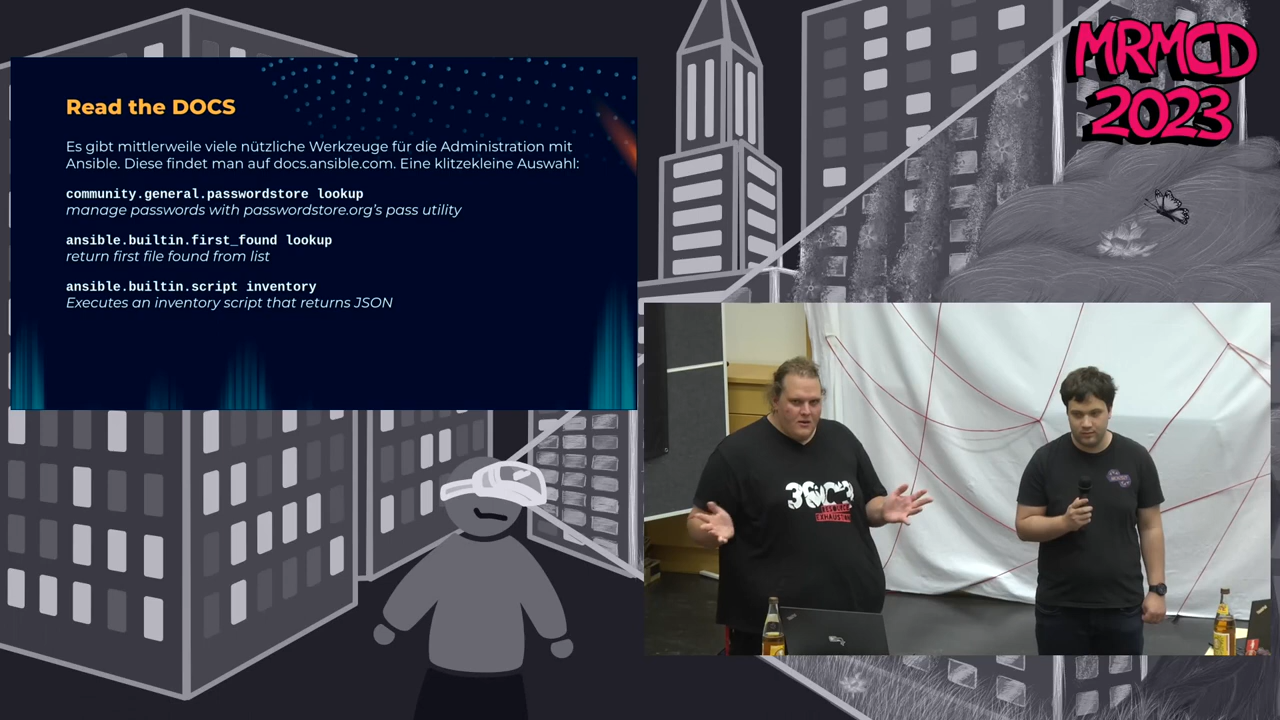 Read the DOCS
Es gibt mittlerweile viele nützliche Werkzeuge für die Administration mit
Ansible. Diese findet man auf docs.ansible.com. Eine klitzekleine Auswahl:
community.general.passwordstore lookup
manage passwords with passwordstore.org's pass utility
ansible.builtin.first_found lookup
return first file found from list
ansible.builtin.script inventory
Executes an inventory script that returns JSON
MRMCD
2023